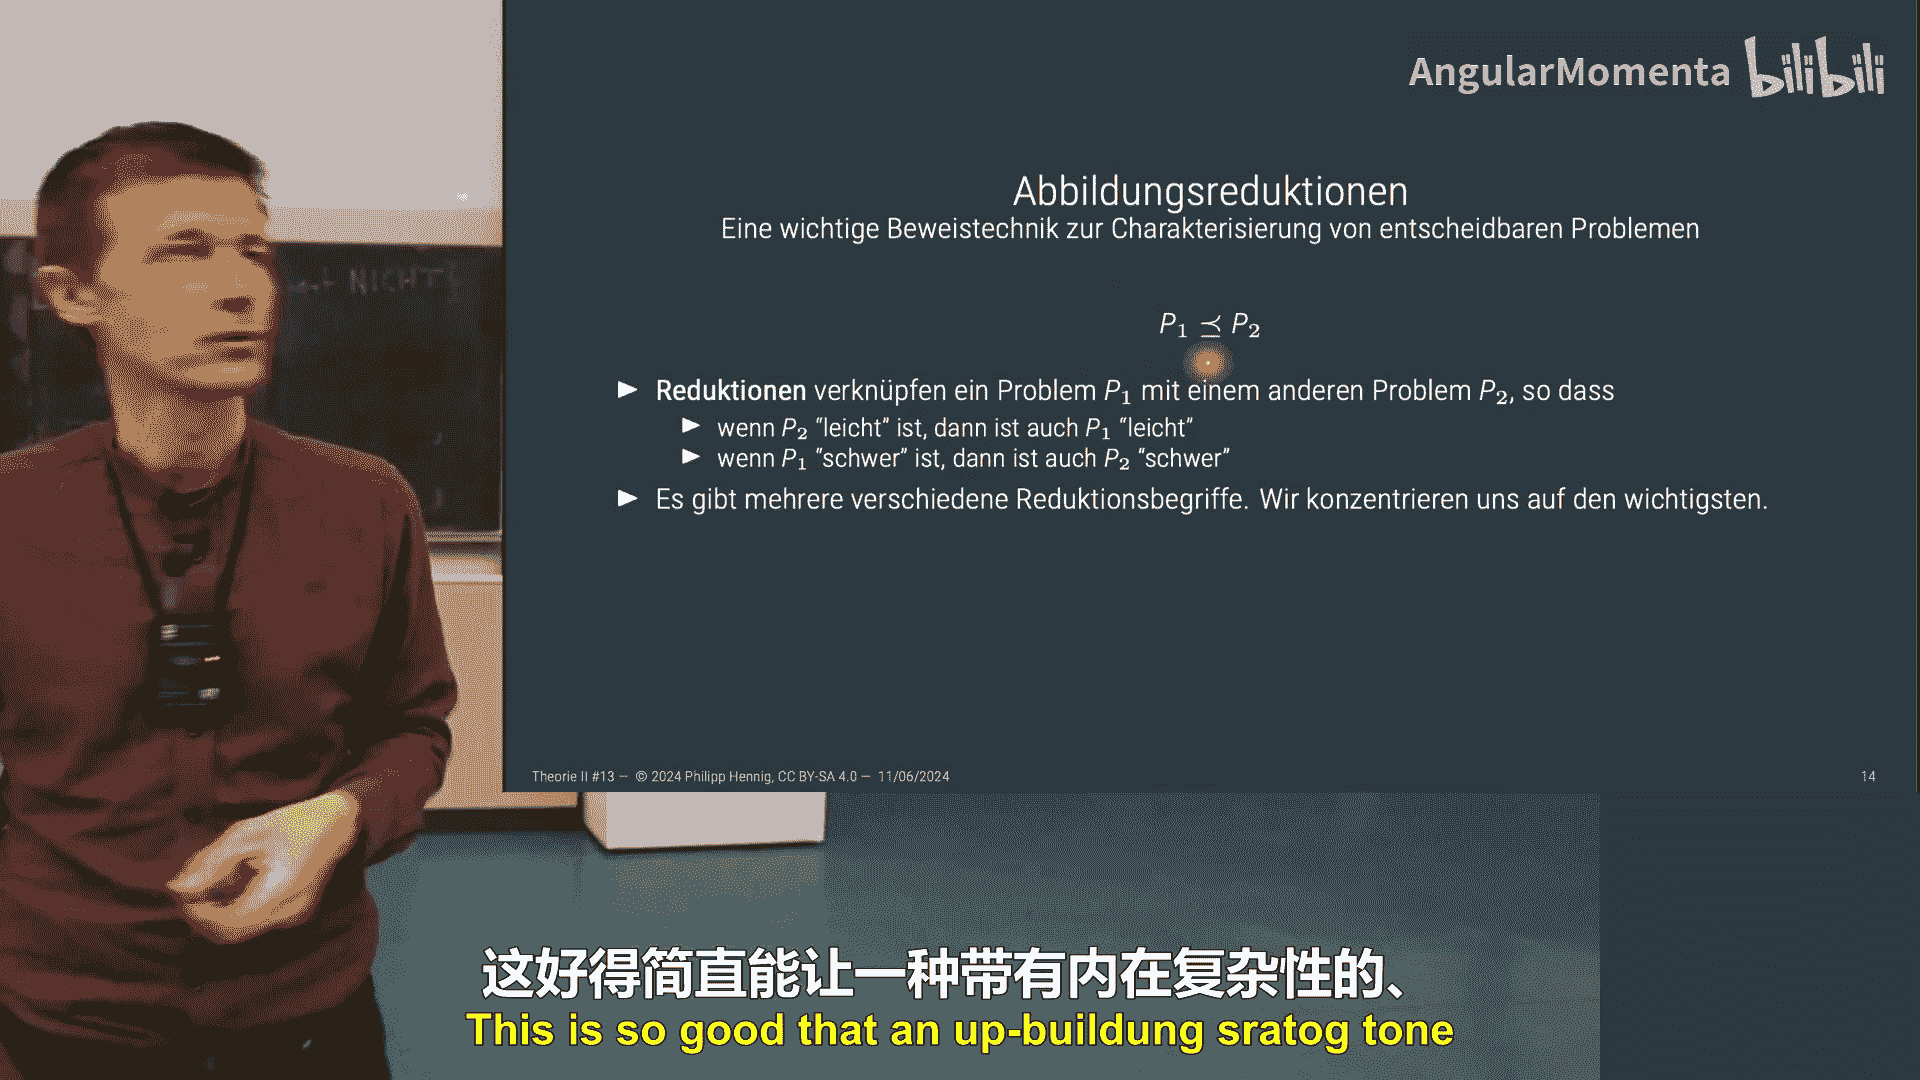 AngularMomenta bilibili
Abbildungsreduktionen
Eine wichtige Beweistechnik zur Charakterisierung von entscheidbaren Problemen
P₁ ⪯ P₂
► Reduktionen verknüpfen ein Problem P₁ mit einem anderen Problem P₂, so dass
► wenn P₂ “leicht” ist, dann ist auch P₁ “leicht”
► wenn P₁ “schwer” ist, dann ist auch P₂ “schwer”
► Es gibt mehrere verschiedene Reduktionsbegriffe. Wir konzentrieren uns auf den wichtigsten.
NICHT
Theorie II #13 — © 2024 Philipp Hennig, CC BY-SA 4.0 — 11/06/2024
14
这好得简直能让一种带有内在复杂性的、
This is so good that an up-buildung sratog tone